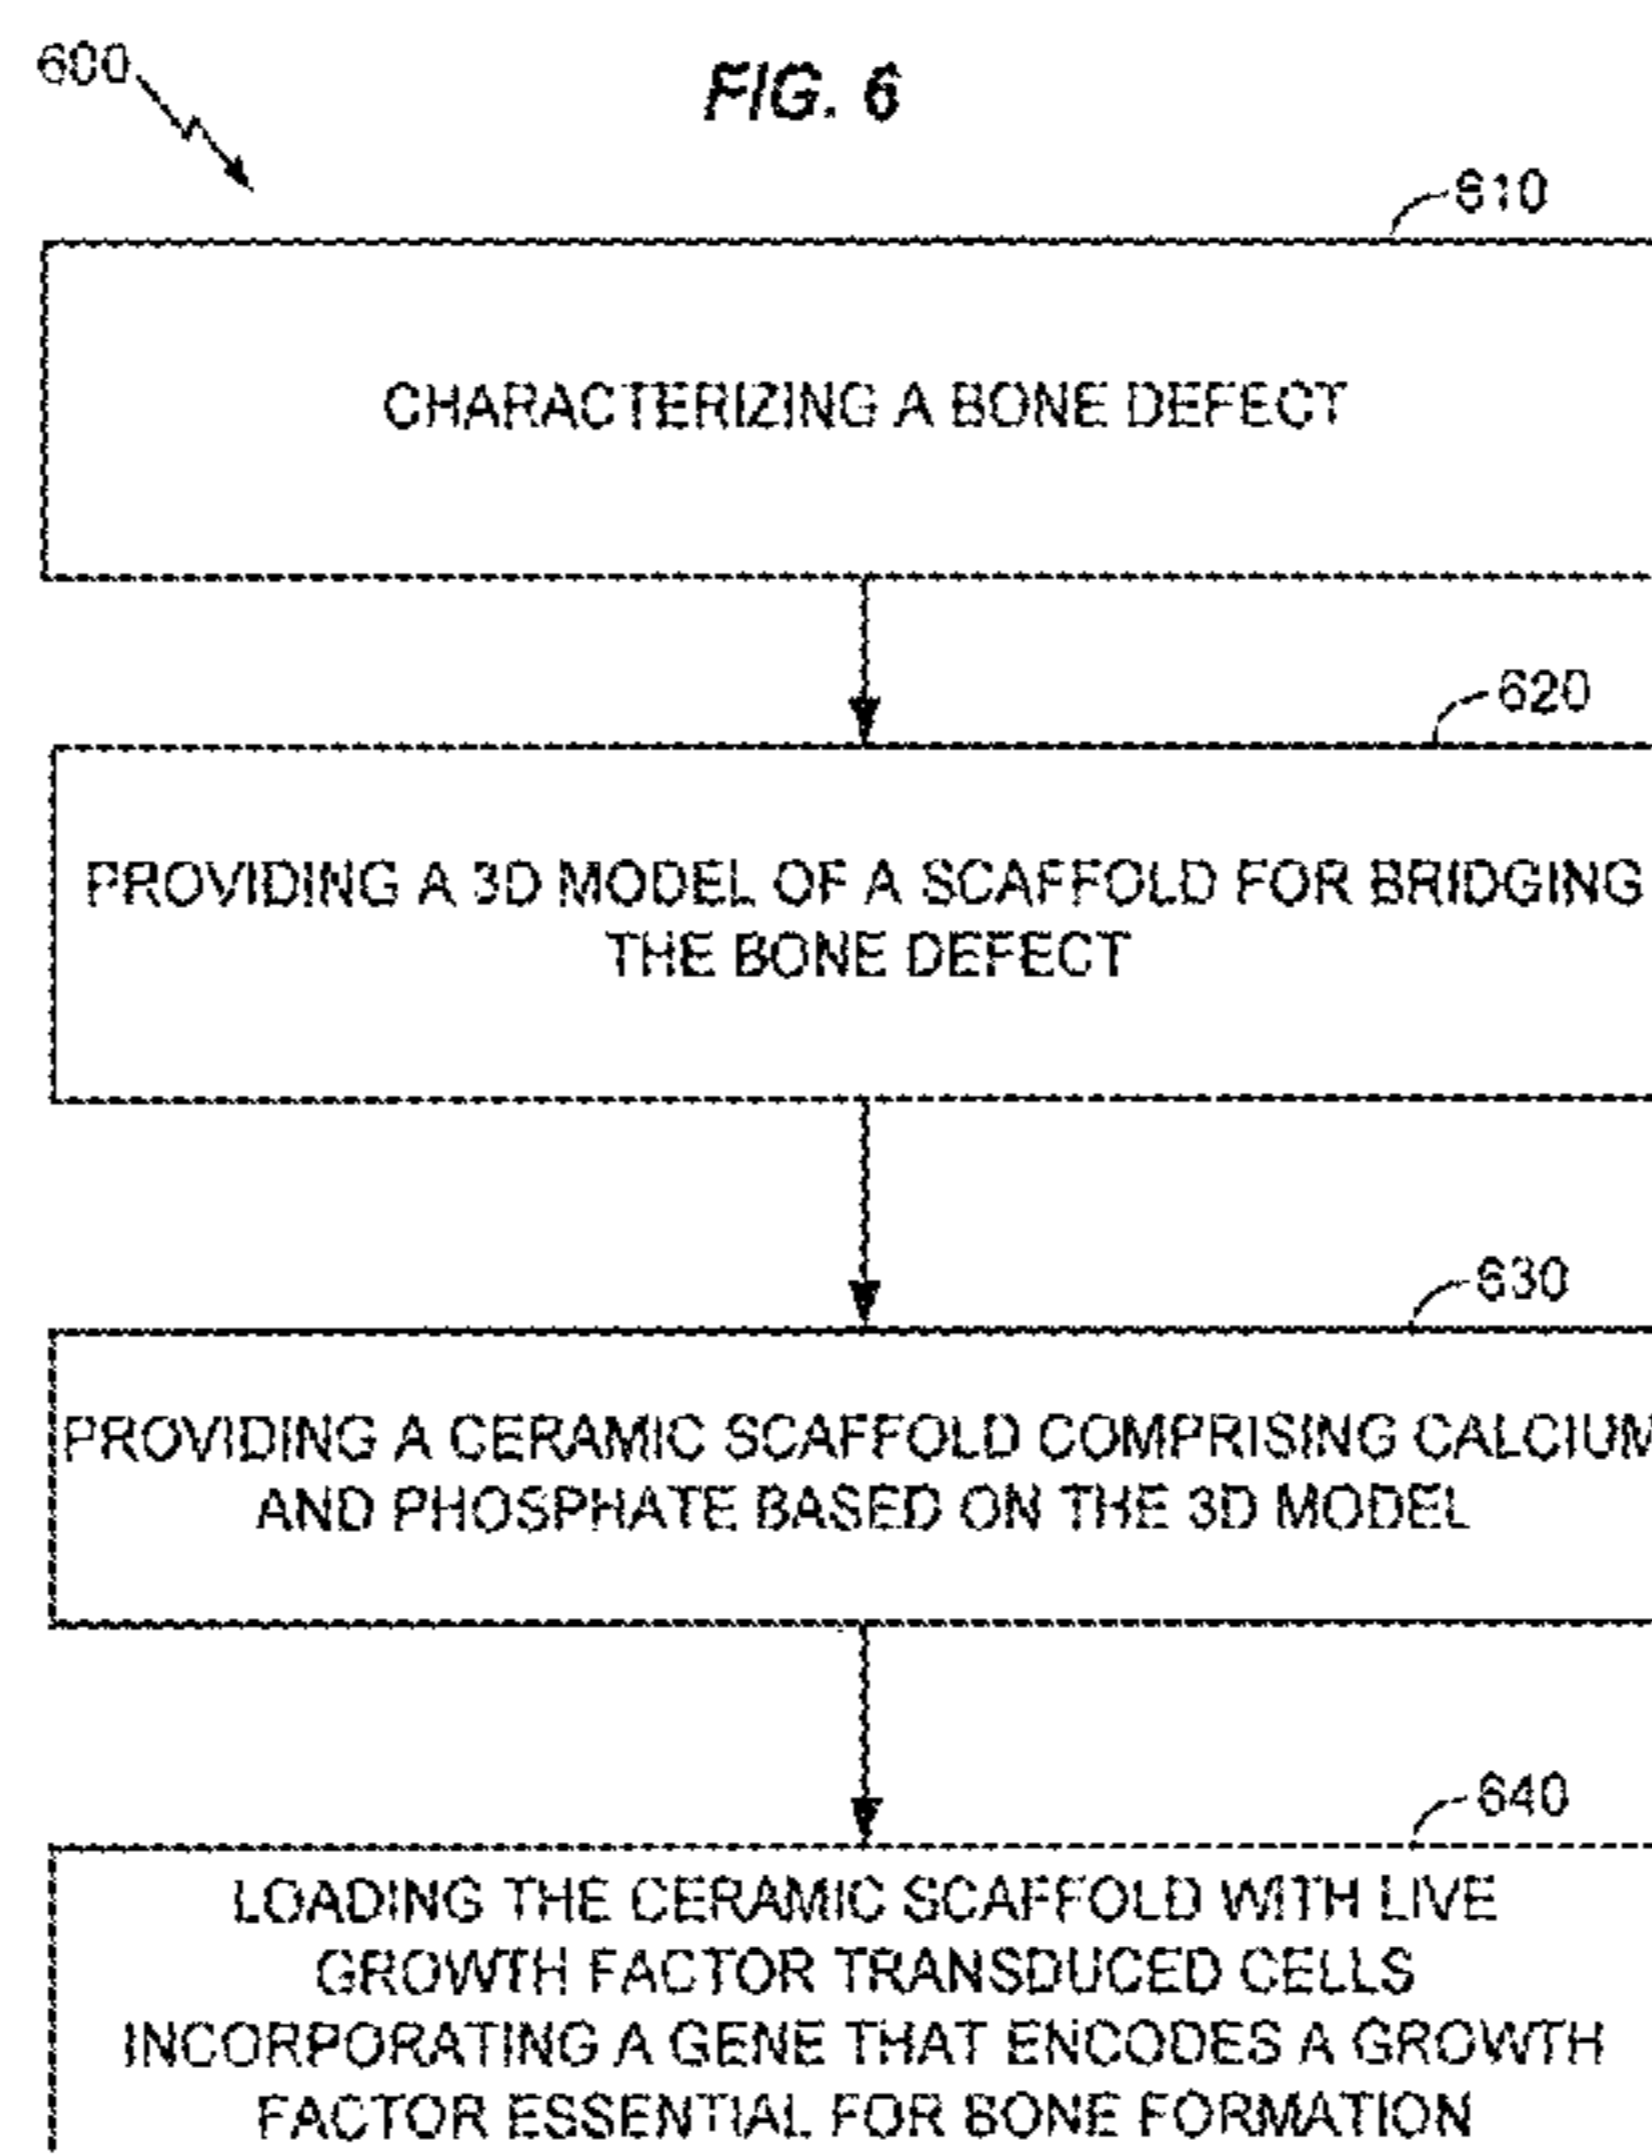 600
FIG. 6
610
CHARACTERIZING A BONE DEFECT
620
PROVIDING A 3D MODEL OF A SCAFFOLD FOR BRIDGING
THE BONE DEFECT
630
PROVIDING A CERAMIC SCAFFOLD COMPRISING CALCIUM
AND PHOSPHATE BASED ON THE 3D MODEL
640
LOADING THE CERAMIC SCAFFOLD WITH LIVE
GROWTH FACTOR TRANSDUCED CELLS
INCORPORATING A GENE THAT ENCODES A GROWTH
FACTOR ESSENTIAL FOR BONE FORMATION